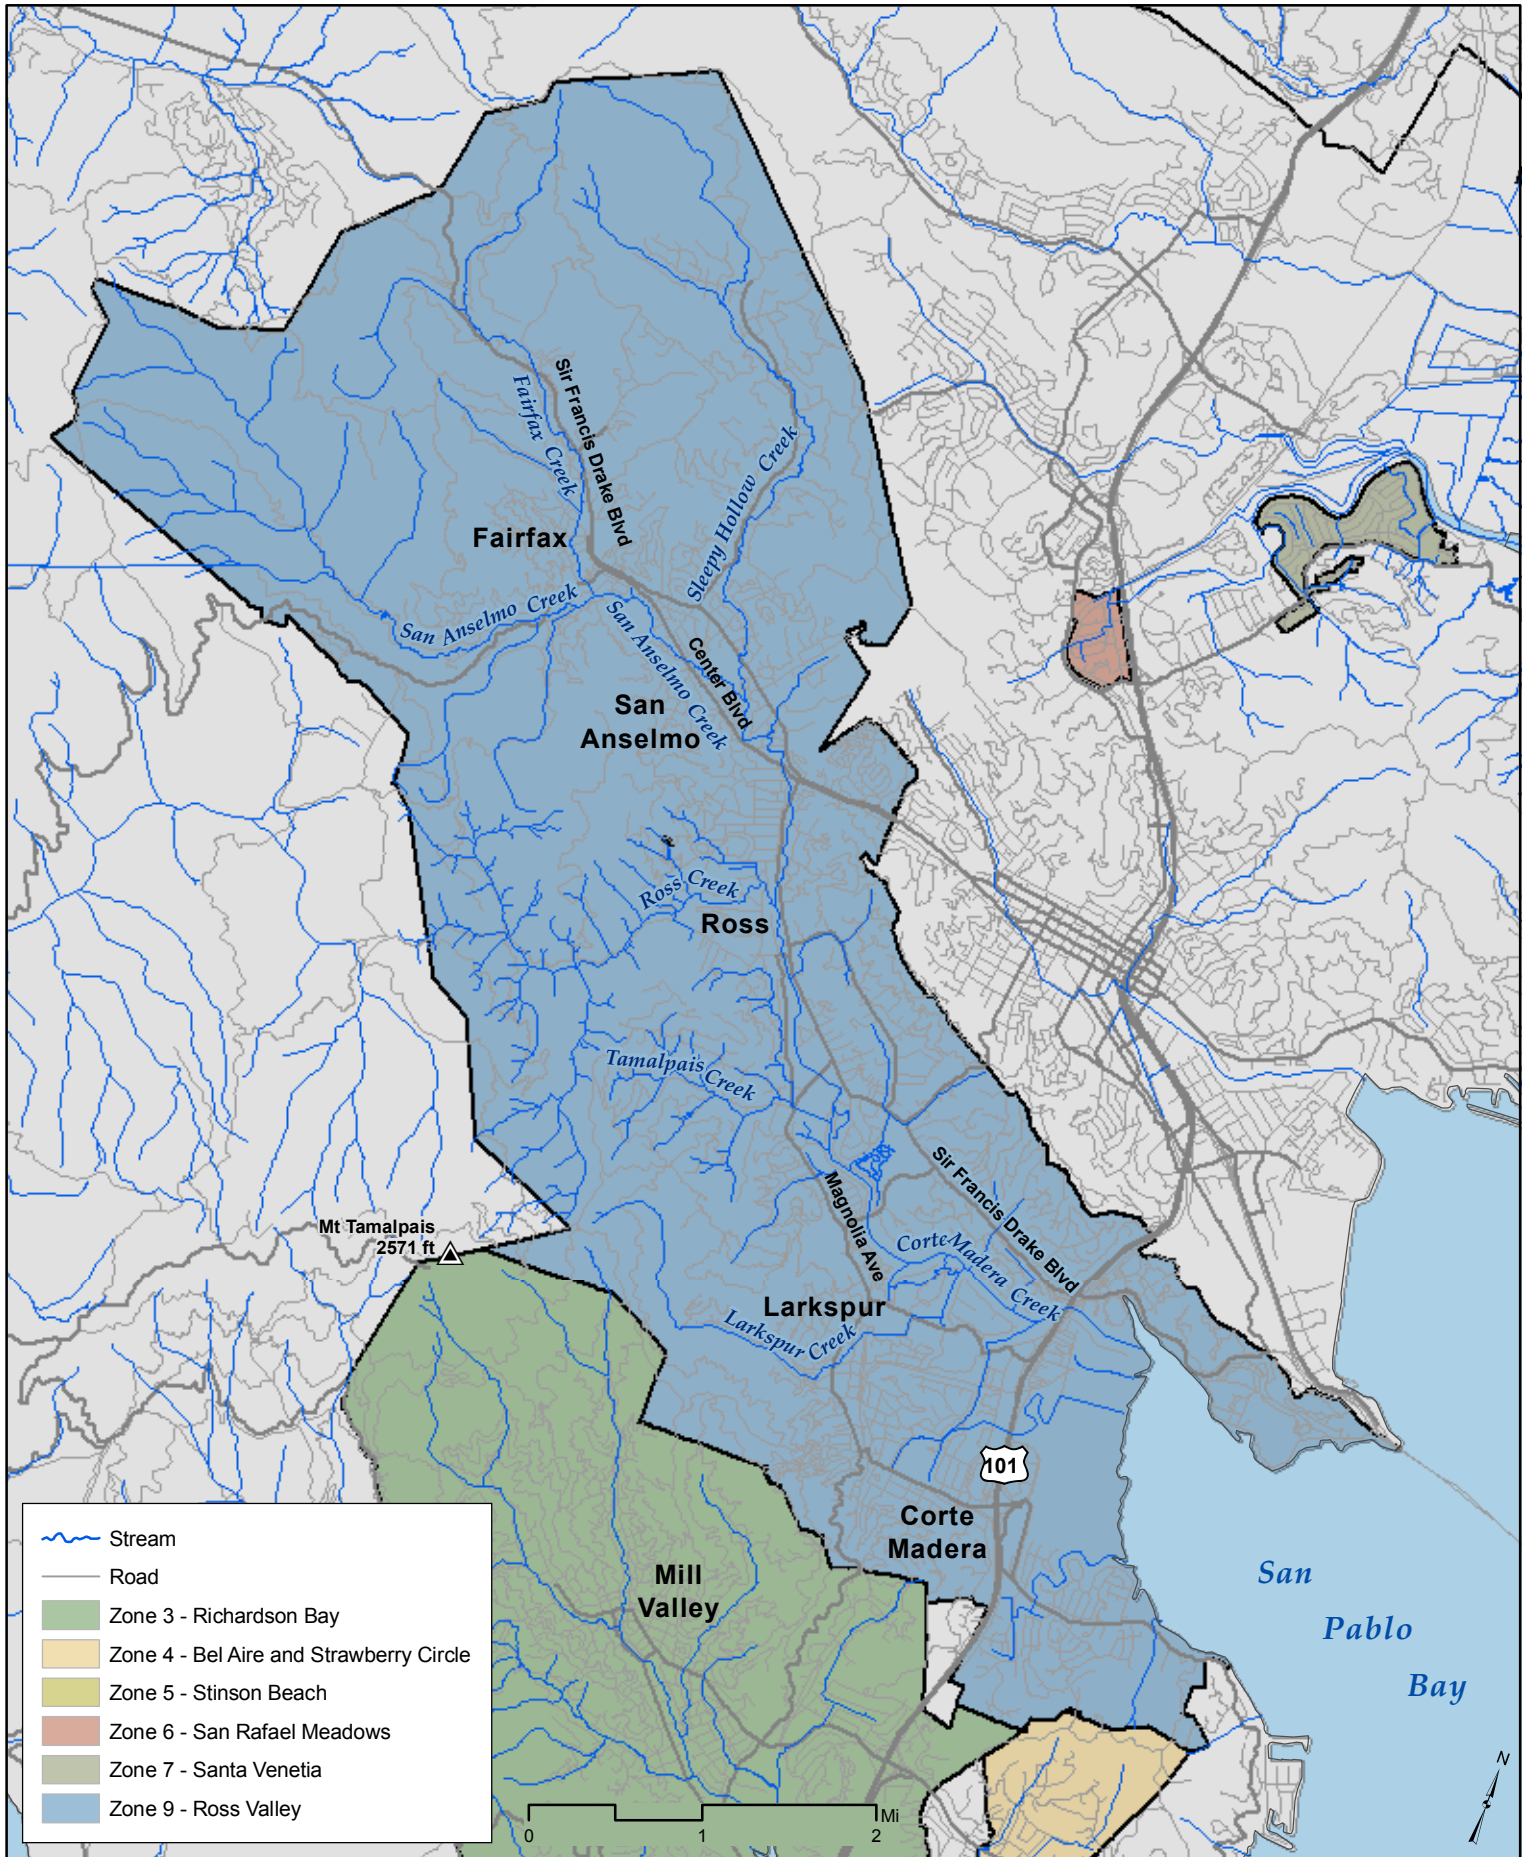 Sir Francis Drake Blvd
Fairfax Creek
Sleepy Hollow Creek
Fairfax
San Anselmo Creek
San Anselmo Creek
Center Blvd
San
Anselmo
Ross Creek
Ross
Tamalpais Creek
Magnolia Ave
Sir Francis Drake Blvd
Mt Tamalpais
2571 ft
Corte Madera Creek
Larkspur
Larkspur Creek
101
Corte
Madera
Mill
Valley
San
Pablo
Bay
Stream
Road
Zone 3 - Richardson Bay
Zone 4 - Bel Aire and Strawberry Circle
Zone 5 - Stinson Beach
Zone 6 - San Rafael Meadows
Zone 7 - Santa Venetia
Zone 9 - Ross Valley
Mi
0 1 2
N